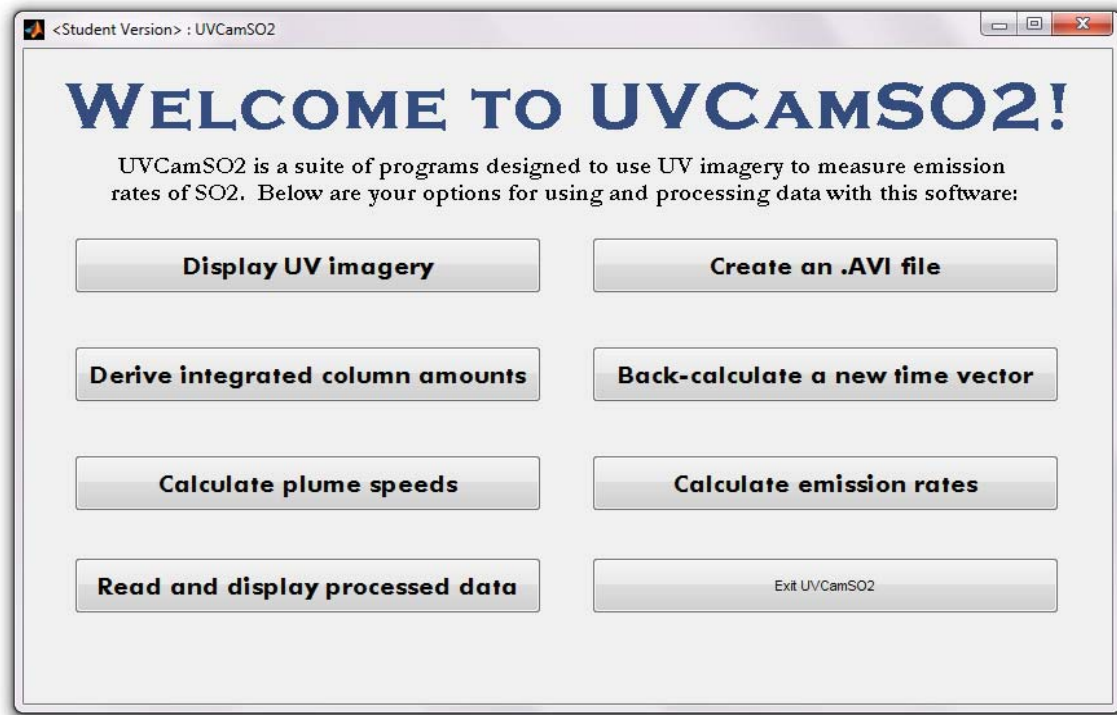 <Student Version> : UVCamSO2
WELCOME TO UVCAMSO2!
UVCamSO2 is a suite of programs designed to use UV imagery to measure emission
rates of SO2. Below are your options for using and processing data with this software:
Display UV imagery
Create an .AVI file
Derive integrated column amounts
Back-calculate a new time vector
Calculate plume speeds
Calculate emission rates
Read and display processed data
Exit UVCamSO2